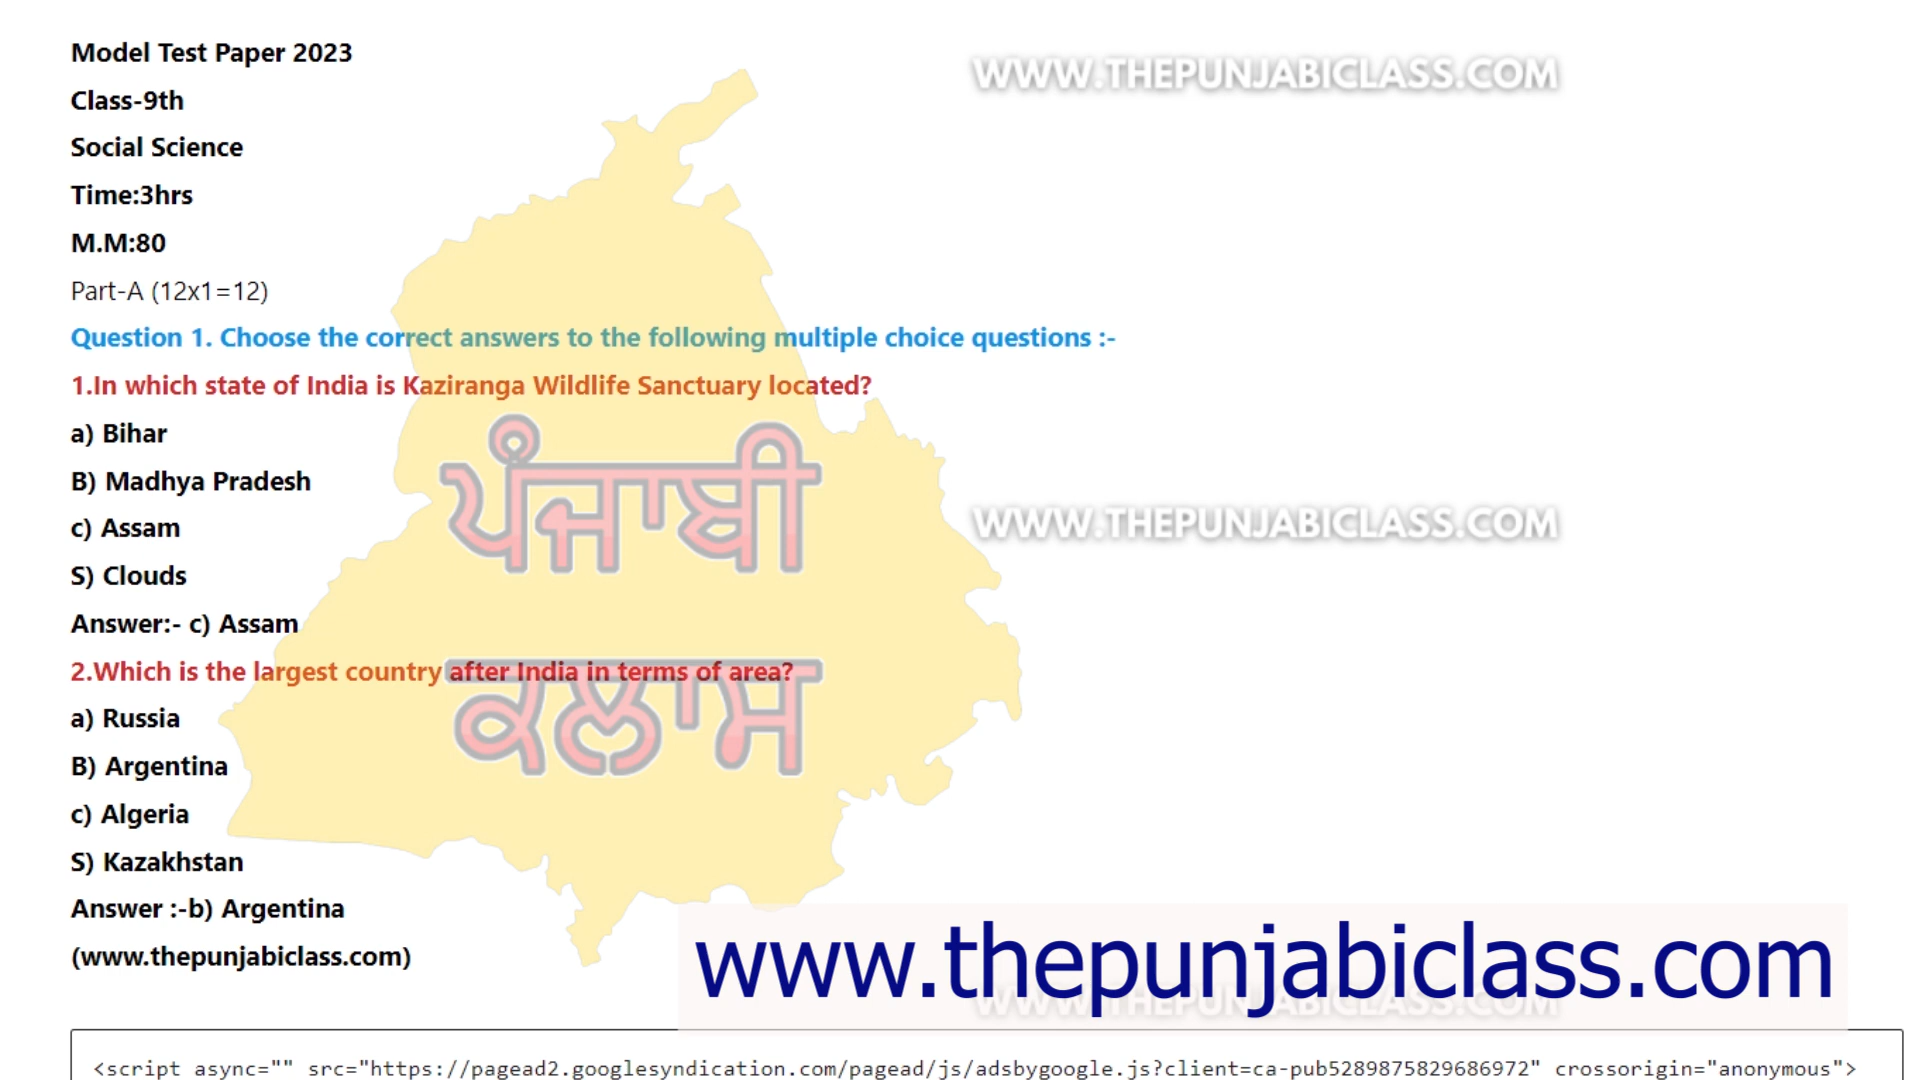 Model Test Paper 2023
WWW.THEPUNJABICLASS.COM
Class-9th
Social Science
Time:3hrs
M.M:80
Part-A (12x1=12)
Question 1. Choose the correct answers to the following multiple choice questions :-
1.In which state of India is Kaziranga Wildlife Sanctuary located?
a) Bihar
B) Madhya Pradesh
ਪੰਜਾਬੀ
c) Assam
WWW.THEPUNJABICLASS.COM
S) Clouds
Answer:- c) Assam
2.Which is the largest country after India in terms of area?
a) Russia
ਕਲਾਸ
B) Argentina
c) Algeria
S) Kazakhstan
Answer :-b) Argentina
(www.thepunjabiclass.com)
www.thepunjabiclass.com
WWW.THEPUNJABICLASS.COM
<script async="" src="https://pagead2.googlesyndication.com/pagead/js/adsbygoogle.js?client=ca-pub5289875829686972" crossorigin="anonymous">